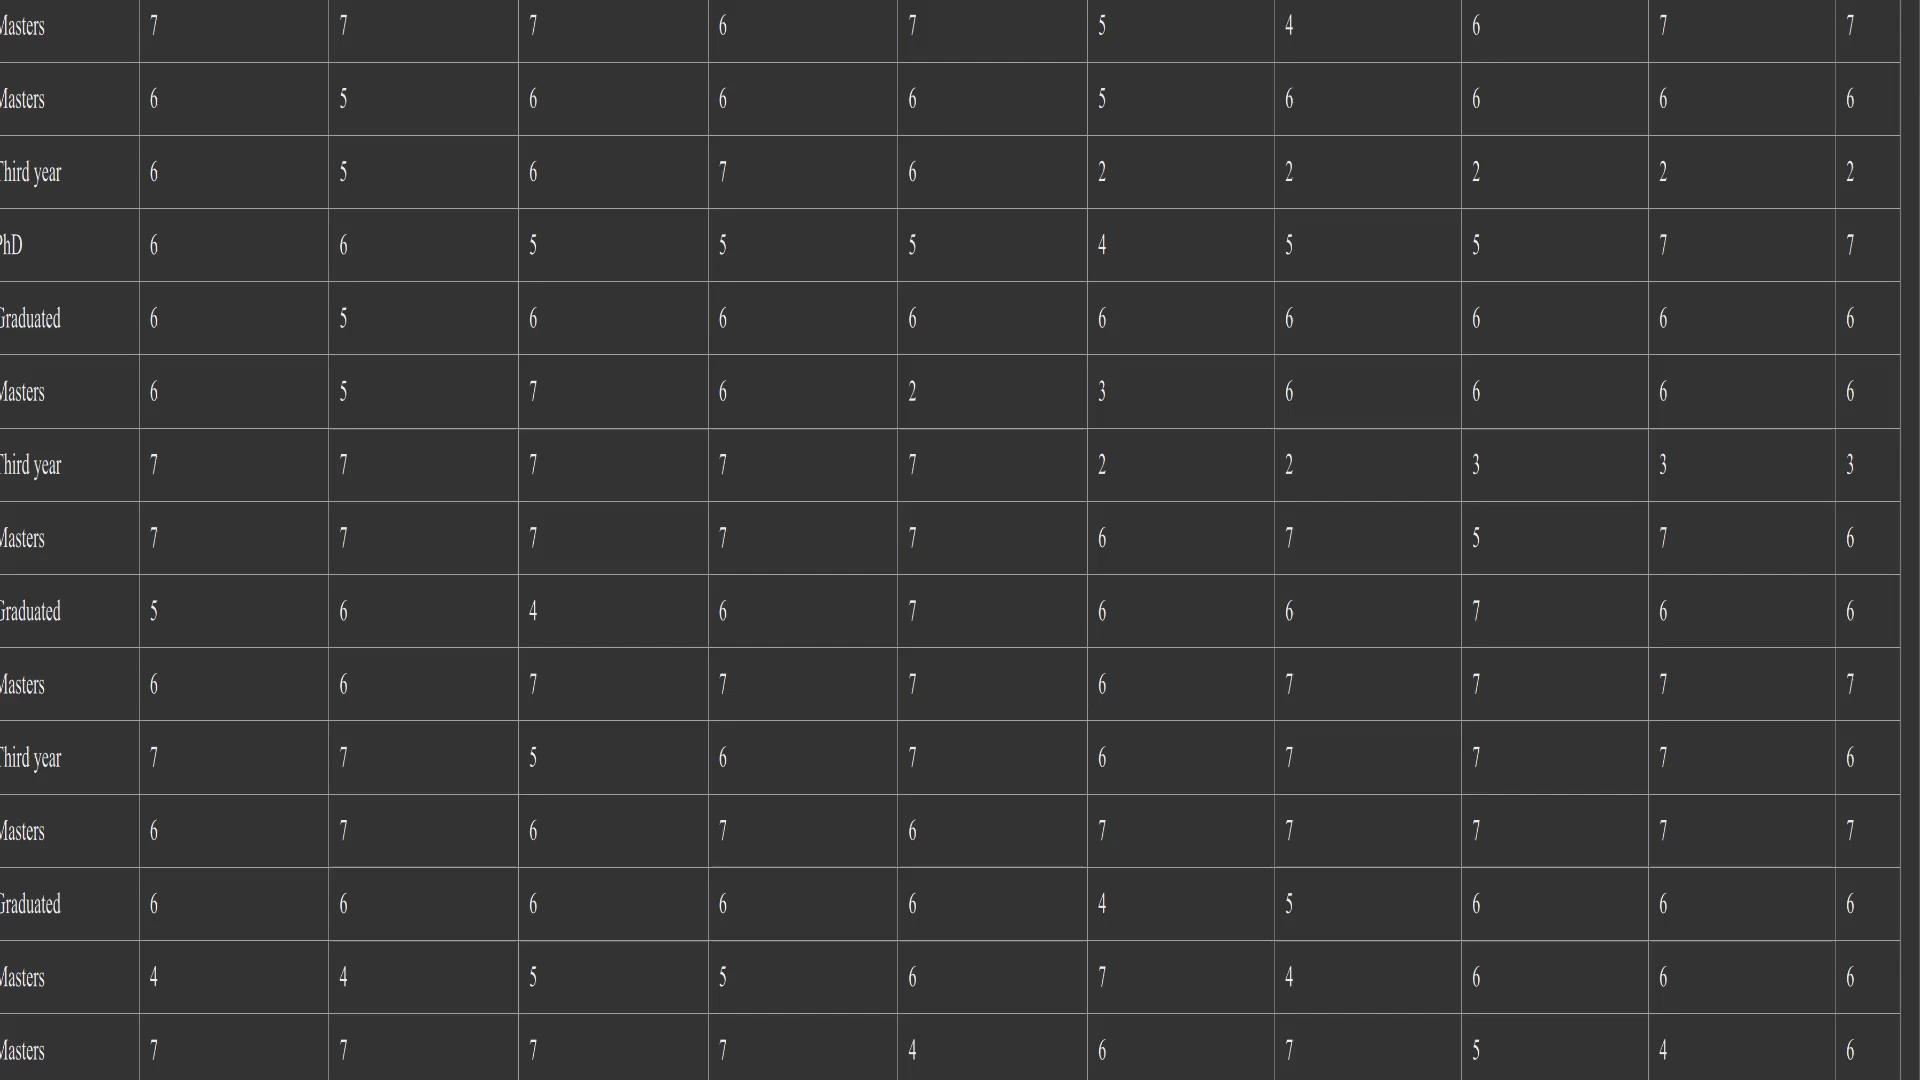 Masters 7 7 7 6 7 5 4 6 7 7
Masters 6 5 6 6 6 5 6 6 6 6
Third year 6 5 6 7 6 2 2 2 2 2
PhD 6 6 5 5 5 4 5 5 7 7
Graduated 6 5 6 6 6 6 6 6 6 6
Masters 6 5 7 6 2 3 6 6 6 6
Third year 7 7 7 7 7 2 2 3 3 3
Masters 7 7 7 7 7 6 7 5 7 6
Graduated 5 6 4 6 7 6 6 7 6 6
Masters 6 6 7 7 7 6 7 7 7 7
Third year 7 7 5 6 7 6 7 7 7 6
Masters 6 7 6 7 6 7 7 7 7 7
Graduated 6 6 6 6 6 4 5 6 6 6
Masters 4 4 5 5 6 7 4 6 6 6
Masters 7 7 7 7 4 6 7 5 4 6